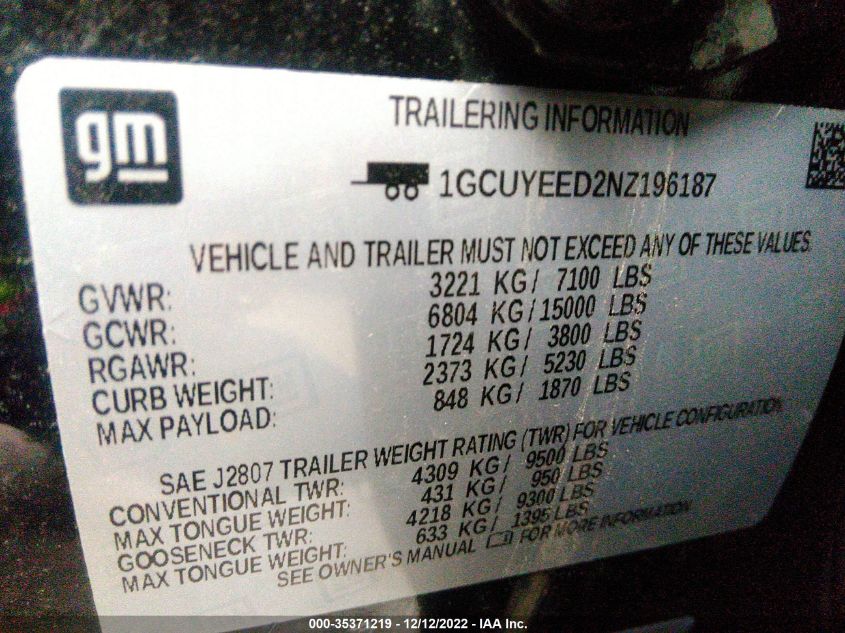 gm
TRAILERING INFORMATION
1GCUYEED2NZ196187
VEHICLE AND TRAILER MUST NOT EXCEED ANY OF THESE VALUES
GVWR: 3221 KG/ 7100 LBS
GCWR: 6804 KG/15000 LBS
RGAWR: 1724 KG/ 3800 LBS
CURB WEIGHT: 2373 KG/ 5230 LBS
MAX PAYLOAD: 848 KG/ 1870 LBS
SAE J2807 TRAILER WEIGHT RATING (TWR) FOR VEHICLE CONFIGURATION
CONVENTIONAL TWR: 4309 KG/ 9500 LBS
MAX TONGUE WEIGHT: 431 KG/ 950 LBS
GOOSENECK TWR: 4218 KG/ 9300 LBS
MAX TONGUE WEIGHT: 633 KG/ 1395 LBS
SEE OWNER'S MANUAL FOR MORE INFORMATION
000-35371219 - 12/12/2022 - IAA Inc.